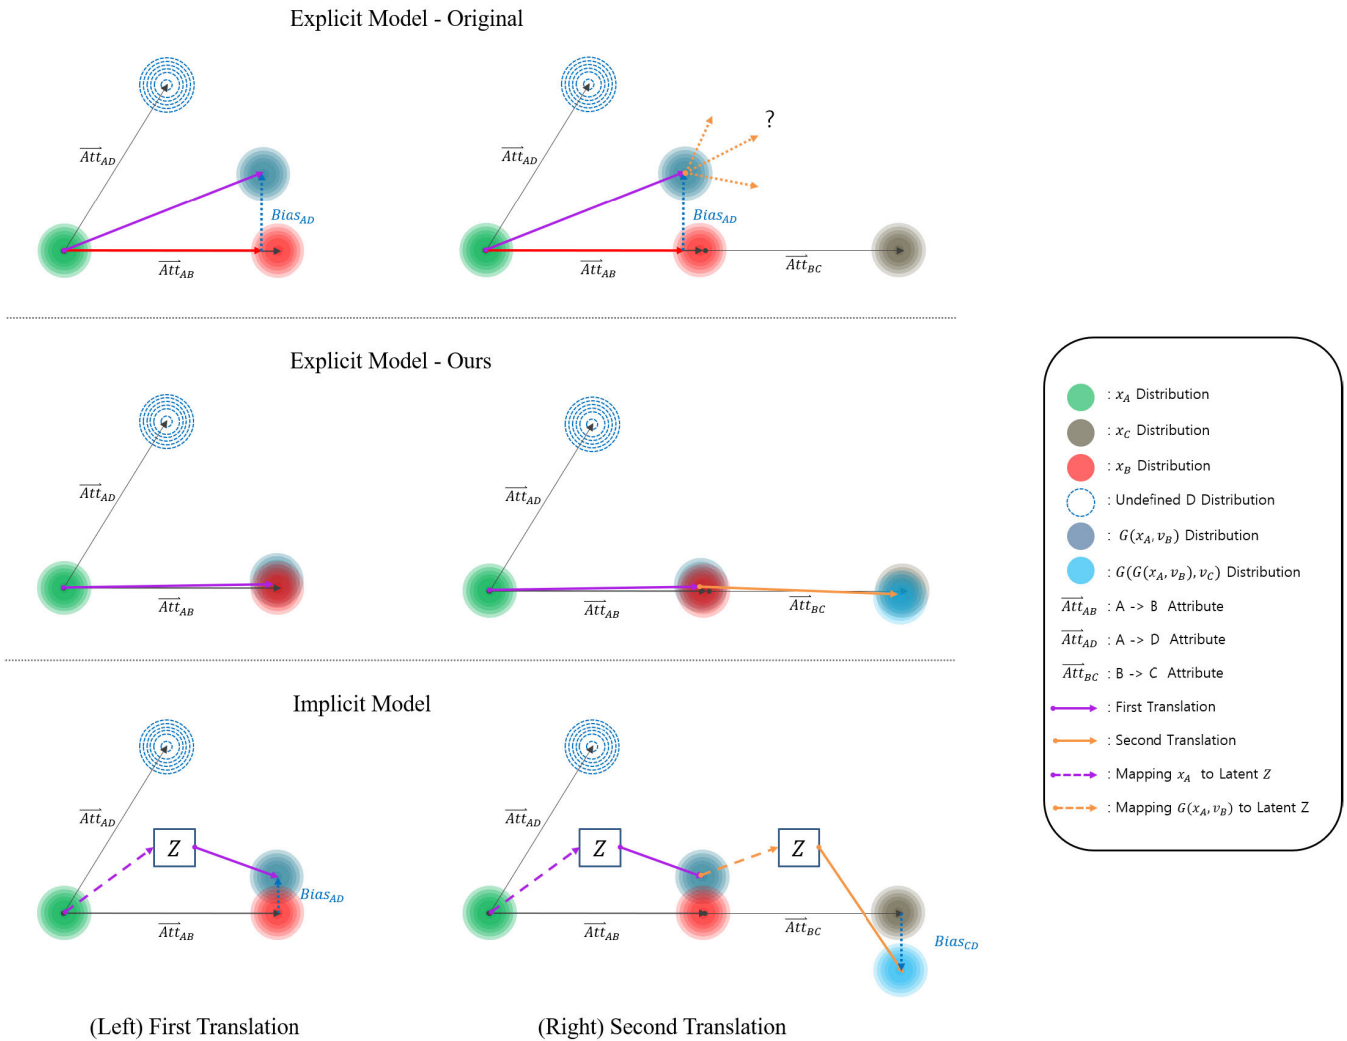 Explicit Model - Original
Att_AD
Bias_AD
Att_AB
Att_AD
?
Bias_AD
Att_AB
Att_BC
Explicit Model - Ours
Att_AD
Att_AB
Att_AD
Att_AB
Att_BC
Implicit Model
Att_AD
Z
Bias_AD
Att_AB
Att_AD
Z
Z
Att_AB
Att_BC
Bias_CD
(Left) First Translation
(Right) Second Translation
: x_A Distribution
: x_C Distribution
: x_B Distribution
: Undefined D Distribution
: G(x_A, v_B) Distribution
: G(G(x_A, v_B), v_C) Distribution
Att_AB : A -> B Attribute
Att_AD : A -> D Attribute
Att_BC : B -> C Attribute
: First Translation
: Second Translation
: Mapping x_A to Latent Z
: Mapping G(x_A, v_B) to Latent Z